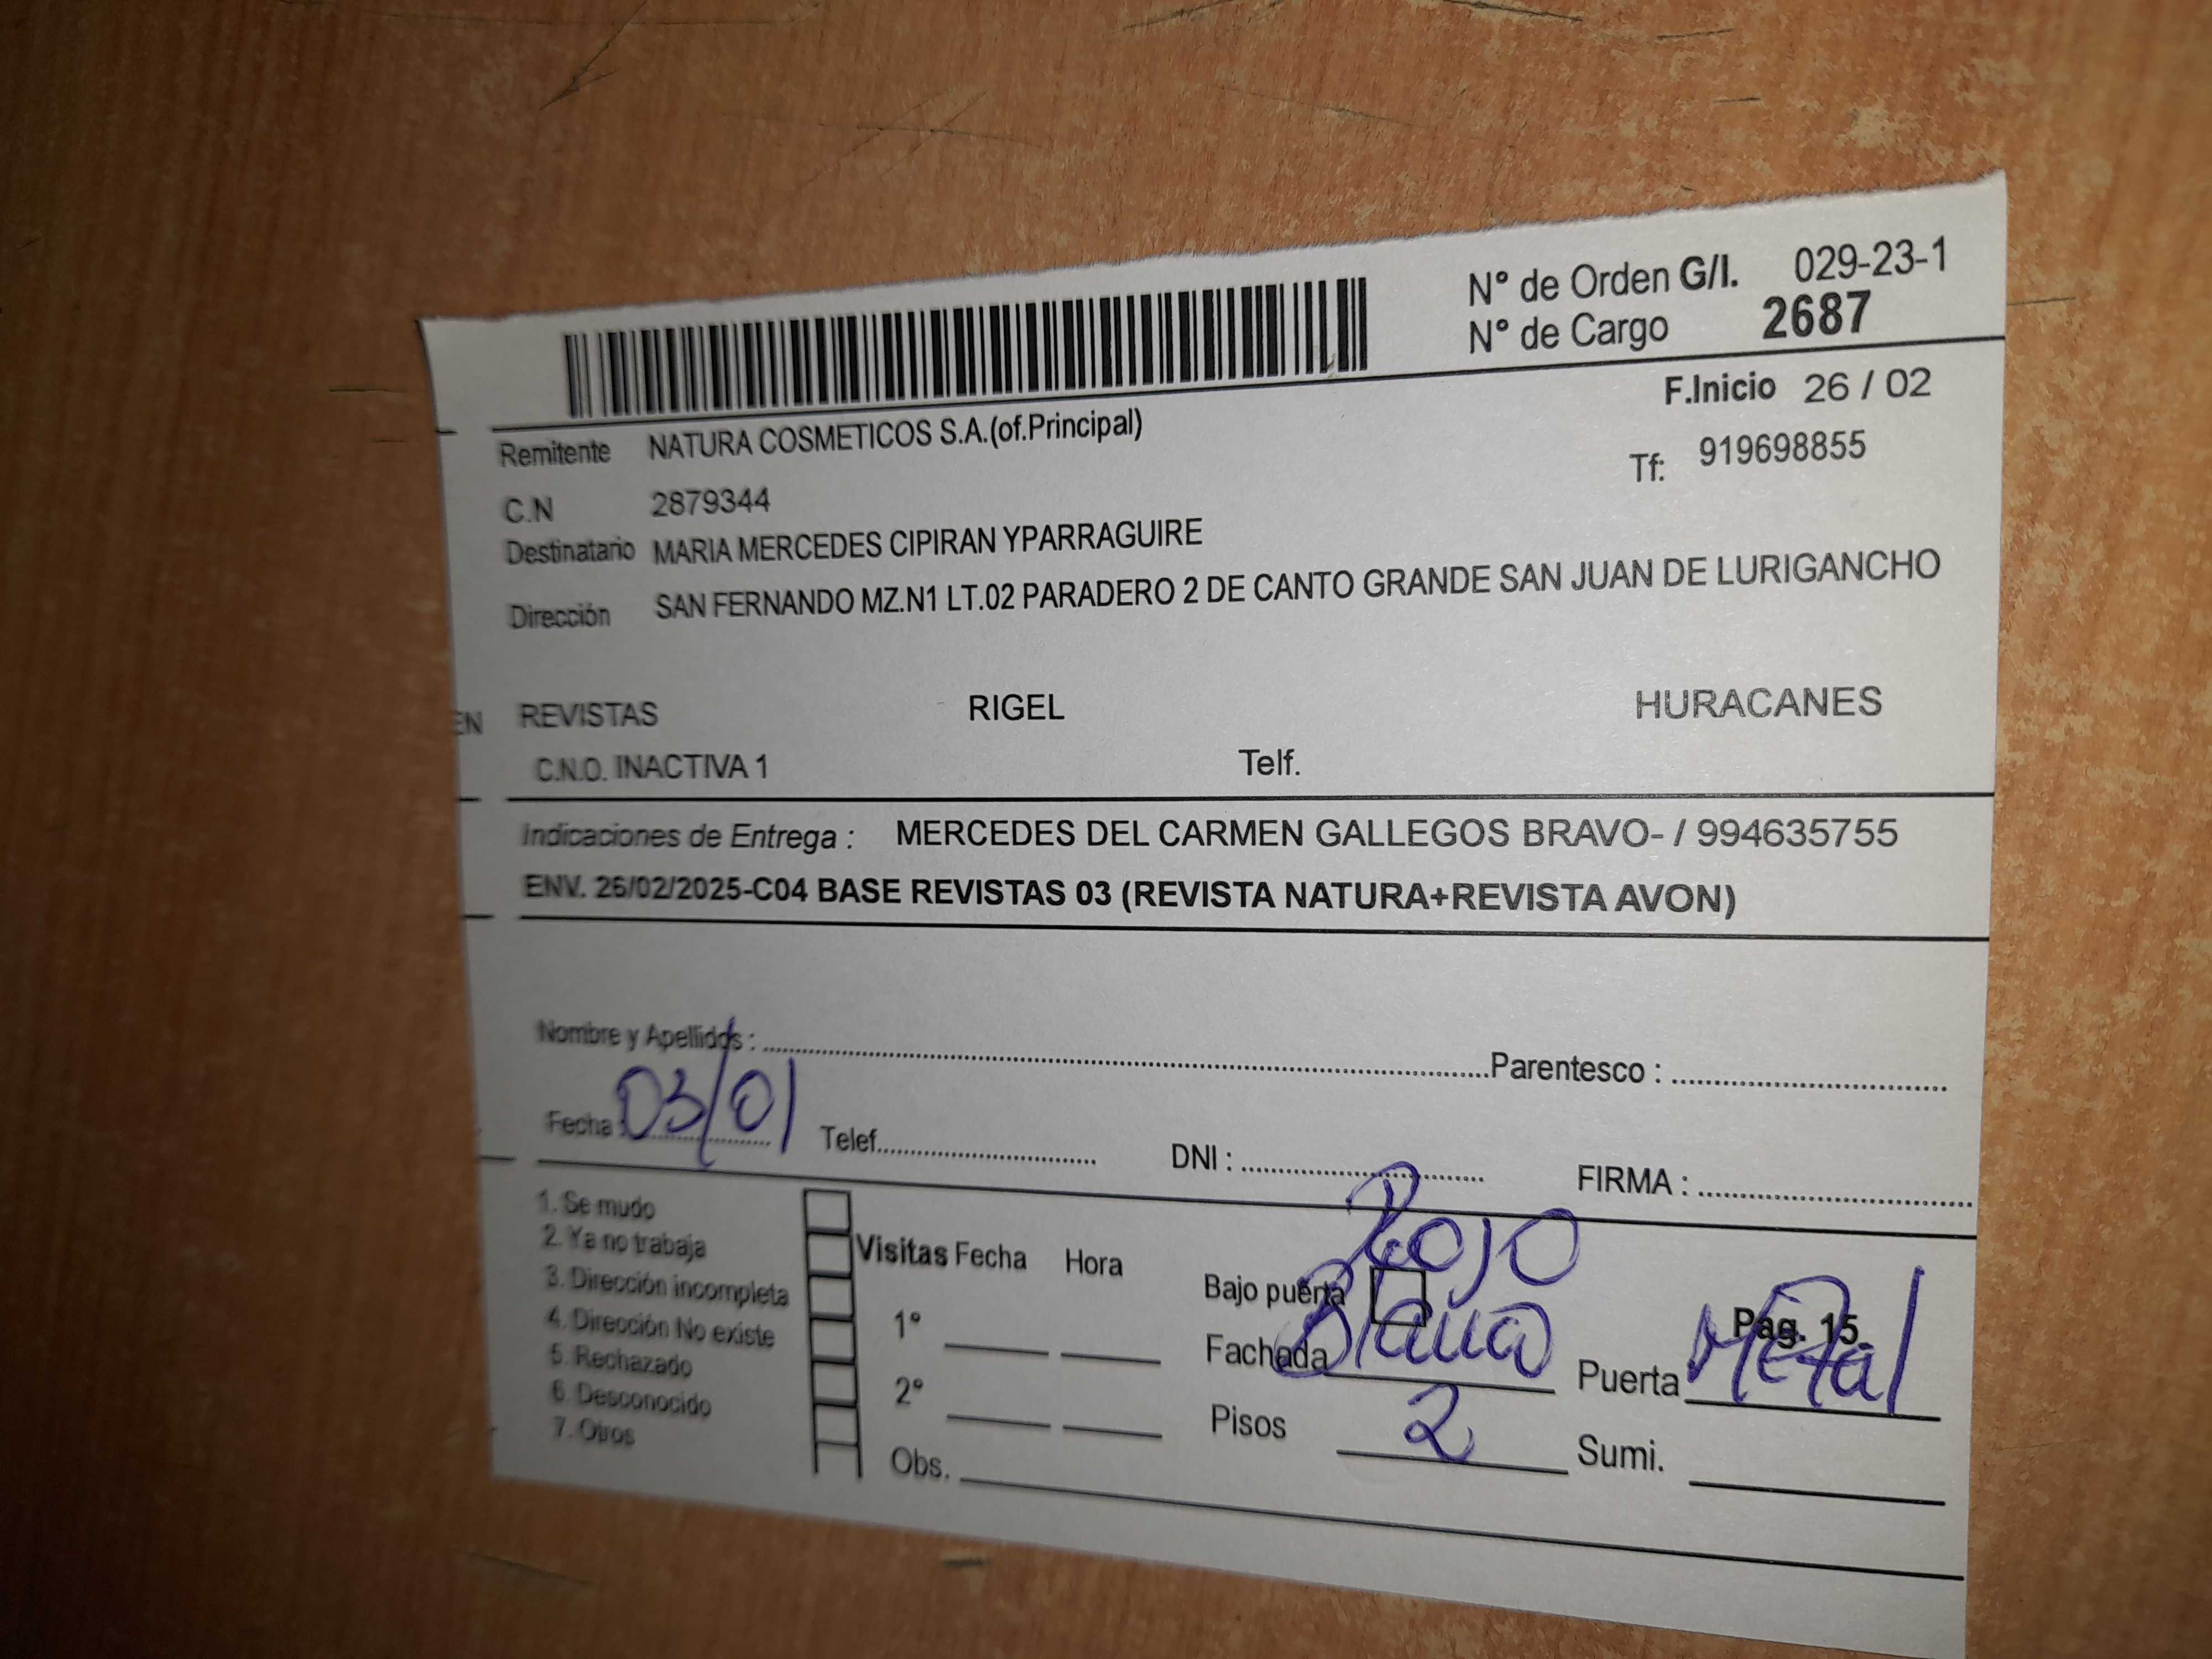 N° de Orden G/I. 029-23-1
N° de Cargo 2687
F.Inicio 26 / 02
Remitente NATURA COSMETICOS S.A.(of.Principal)
Tf: 919698855
C.N 2879344
Destinatario MARIA MERCEDES CIPIRAN YPARRAGUIRE
Dirección SAN FERNANDO MZ.N1 LT.02 PARADERO 2 DE CANTO GRANDE SAN JUAN DE LURIGANCHO
EN REVISTAS RIGEL HURACANES
C.N.O. INACTIVA 1 Telf.
Indicaciones de Entrega : MERCEDES DEL CARMEN GALLEGOS BRAVO- / 994635755
ENV. 26/02/2025-C04 BASE REVISTAS 03 (REVISTA NATURA+REVISTA AVON)
Nombre y Apellidos : Parentesco :
Fecha : 03/01 Telef. DNI : FIRMA :
1. Se mudo
2. Ya no trabaja
3. Dirección incompleta
4. Dirección No existe
5. Rechazado
6. Desconocido
7. Otros
Visitas Fecha Hora
1°
2°
Obs.
Rojo
Bajo puerta
Pag. 15
Fachada Blanca Puerta Metal
Pisos 2 Sumi.